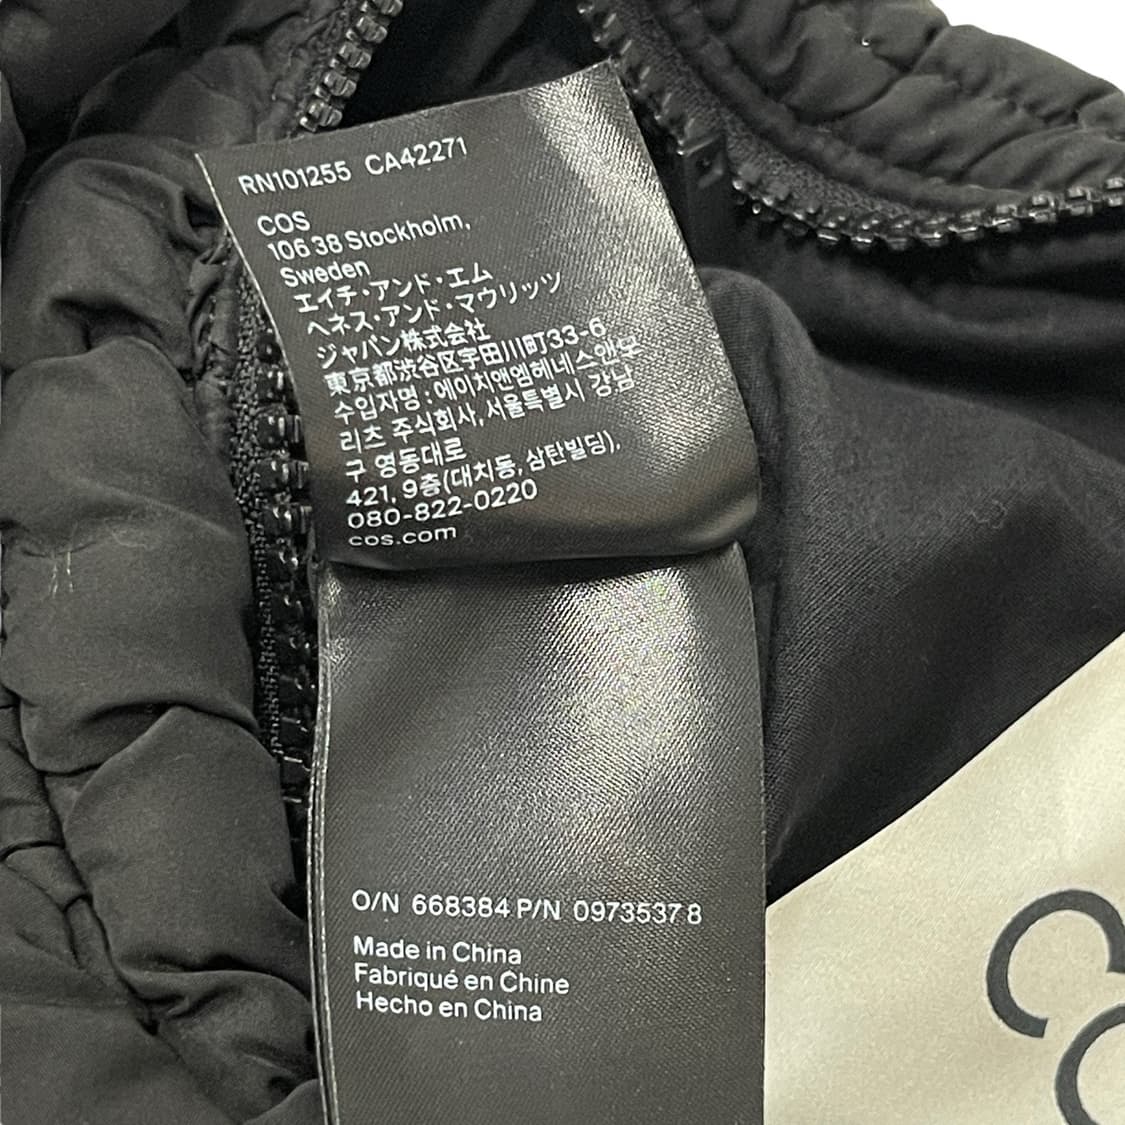 RN101255 CA42271
COS
106 38 Stockholm,
Sweden
エイチ・アンド・エム
ヘネス・アンド・マウリッツ
ジャパン株式会社
東京都渋谷区宇田川町33-6
수입자명 : 에이치앤엠헤네스앤모
리츠 주식회사, 서울특별시 강남
구 영동대로
421, 9층(대치동, 삼탄빌딩),
080-822-0220
cos.com
O/N 668384 P/N 0973537 8
Made in China
Fabriqué en Chine
Hecho en China